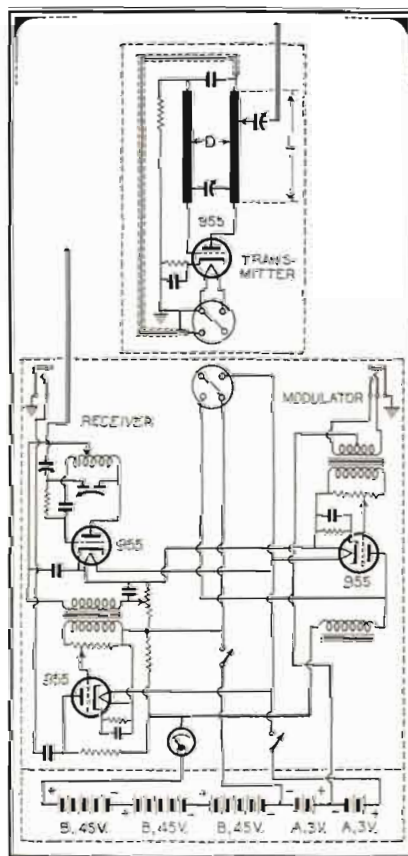 D
L
955
TRANS-
MITTER
RECEIVER
MODULATOR
955
955
955
+ - + - + - - + - +
B, 45V. B, 45V. B, 45V. A, 3V. A, 3V.